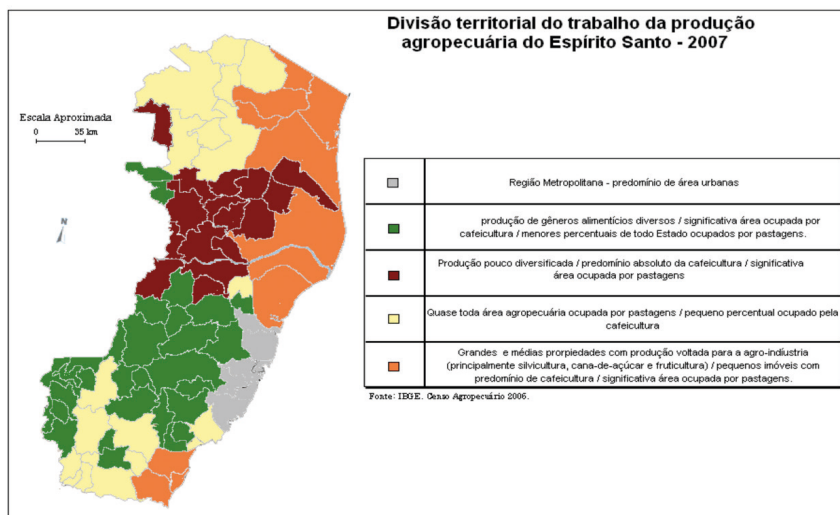 Divisão territorial do trabalho da produção
agropecuária do Espírito Santo - 2007
Escala Aproximada
0 35 km
N
Região Metropolitana - predomínio de área urbanas
produção de gêneros alimentícios diversos / significativa área ocupada por
cafeicultura / menores percentuais de todo Estado ocupados por pastagens.
Produção pouco diversificada / predomínio absoluto da cafeicultura / significativa
área ocupada por pastagens
Quase toda área agropecuária ocupada por pastagens / pequeno percentual ocupado pela
cafeicultura
Grandes e médias propriedades com produção voltada para a agro-indíustria
(principalmente silvicultura, cana-de-açúcar e fruticultura) / pequenos imóveis com
predomínio de cafeicultura / significativa área ocupada por pastagens.
Fonte: IBGE. Censo Agropecuário 2006.